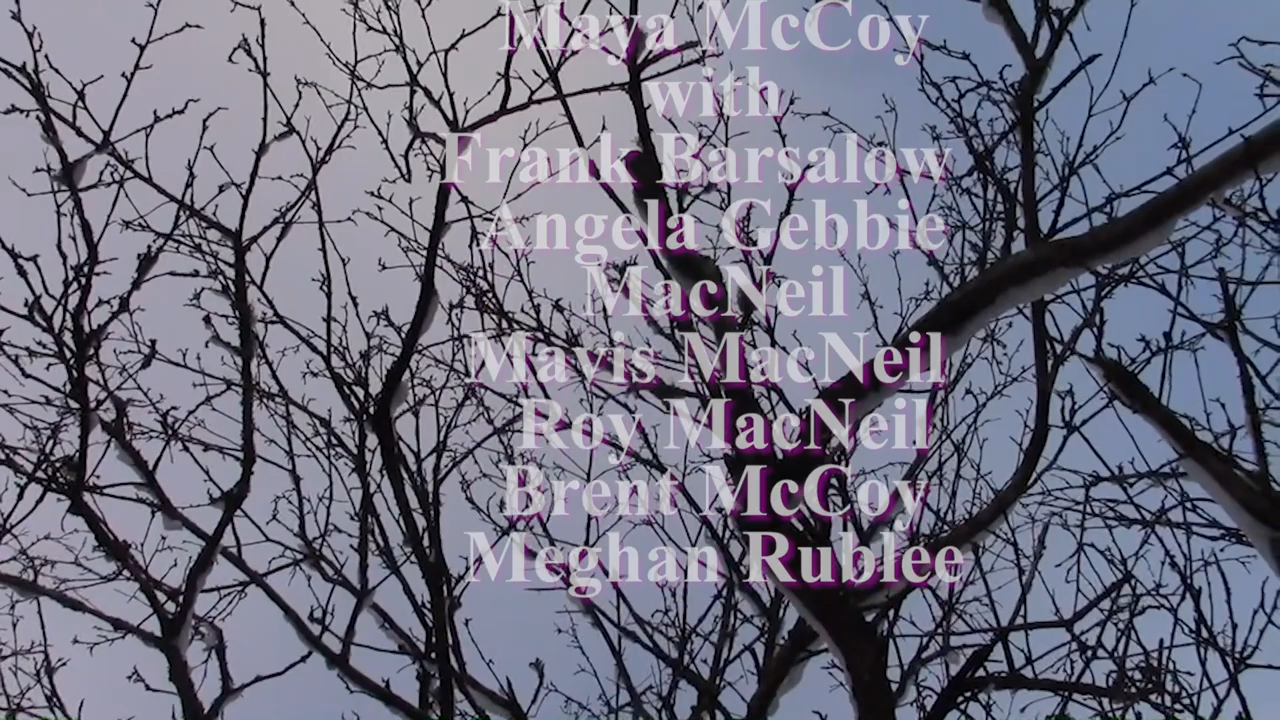 Maya McCoy
with
Frank Barsalow
Angela Gebbie
MacNeil
Mavis MacNeil
Roy MacNeil
Brent McCoy
Meghan Rublee